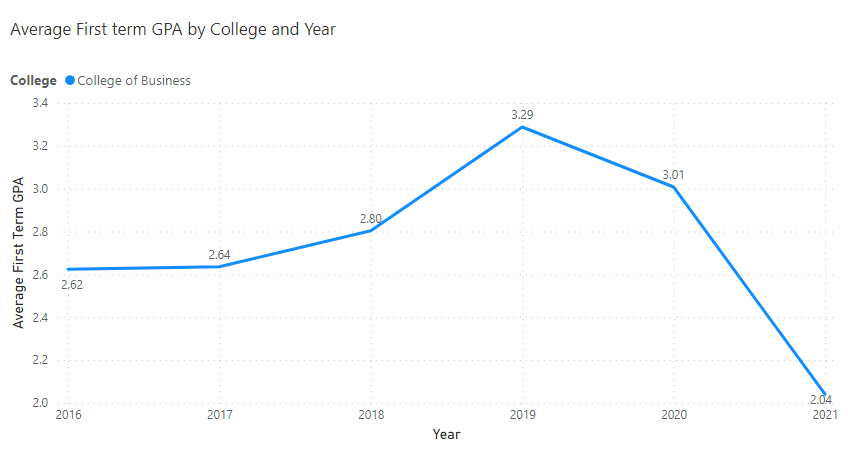 Average First term GPA by College and Year
College College of Business
3.4
3.2
3.0
2.8
2.6
2.4
2.2
2.0
Average First Term GPA
2.62
2.64
2.80
3.29
3.01
2.04
2016 2017 2018 2019 2020 2021
Year